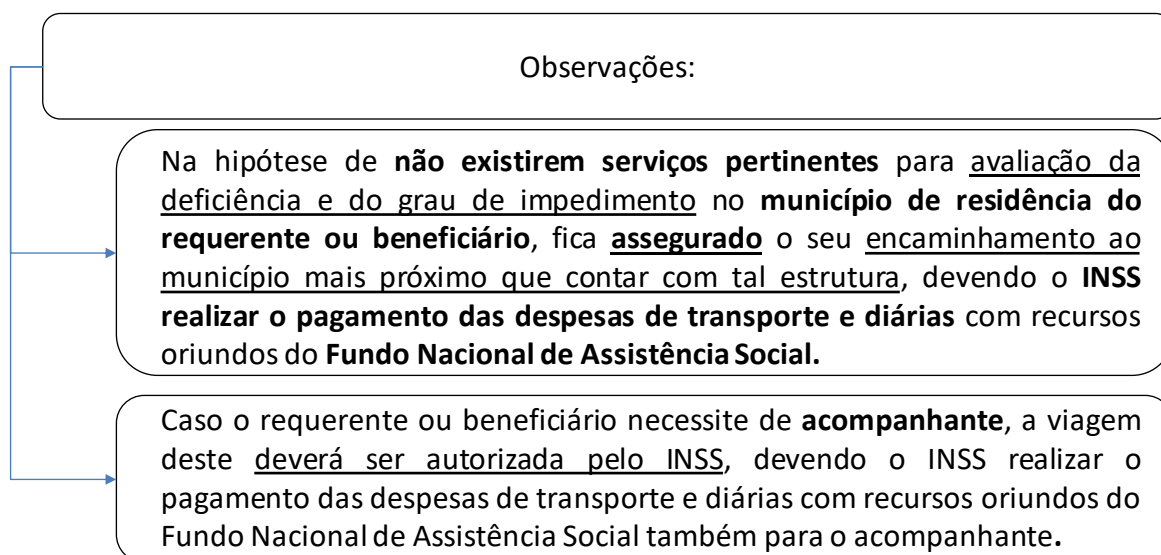 Observações:
Na hipótese de não existirem serviços pertinentes para avaliação da
deficiência e do grau de impedimento no município de residência do
requerente ou beneficiário, fica assegurado o seu encaminhamento ao
município mais próximo que contar com tal estrutura, devendo o INSS
realizar o pagamento das despesas de transporte e diárias com recursos
oriundos do Fundo Nacional de Assistência Social.
Caso o requerente ou beneficiário necessite de acompanhante, a viagem
deste deverá ser autorizada pelo INSS, devendo o INSS realizar o
pagamento das despesas de transporte e diárias com recursos oriundos do
Fundo Nacional de Assistência Social também para o acompanhante.